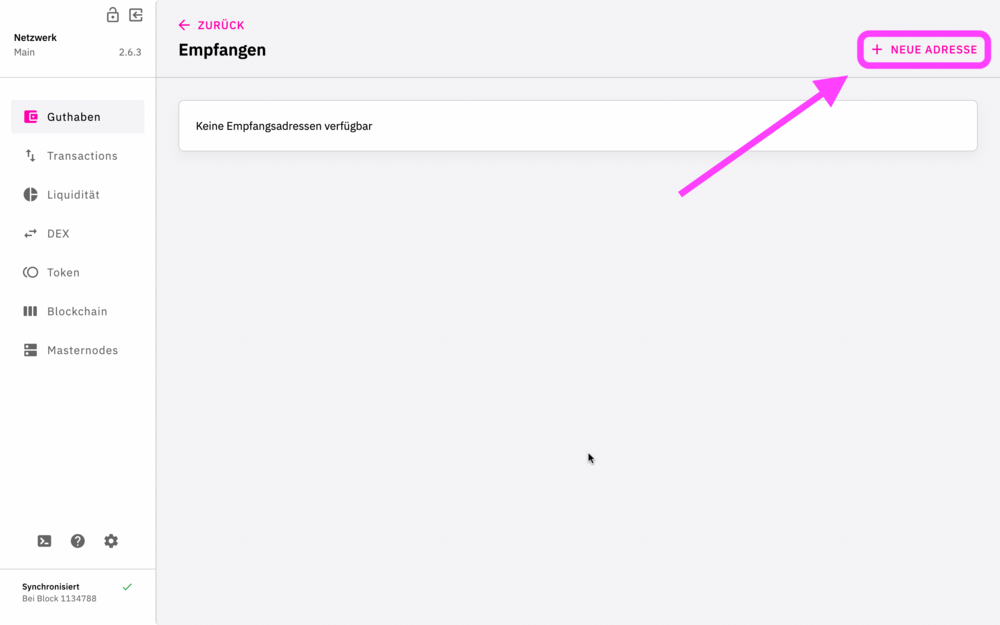 Netzwerk
Main 2.6.3
Guthaben
Transactions
Liquidität
DEX
Token
Blockchain
Masternodes
Synchronisiert
Bei Block 1134788
ZURÜCK
Empfangen
NEUE ADRESSE
Keine Empfangsadressen verfügbar